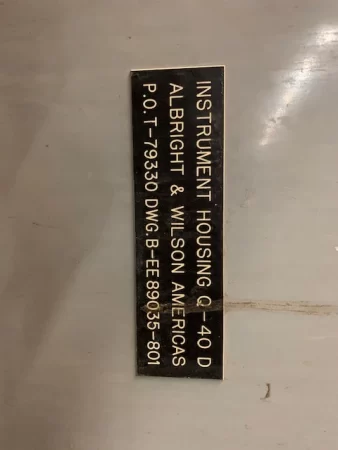 INSTRUMENT HOUSING Q-40 D
ALBRIGHT & WILSON AMERICAS
P.O.T-79330 DWG.B-EE89035-801